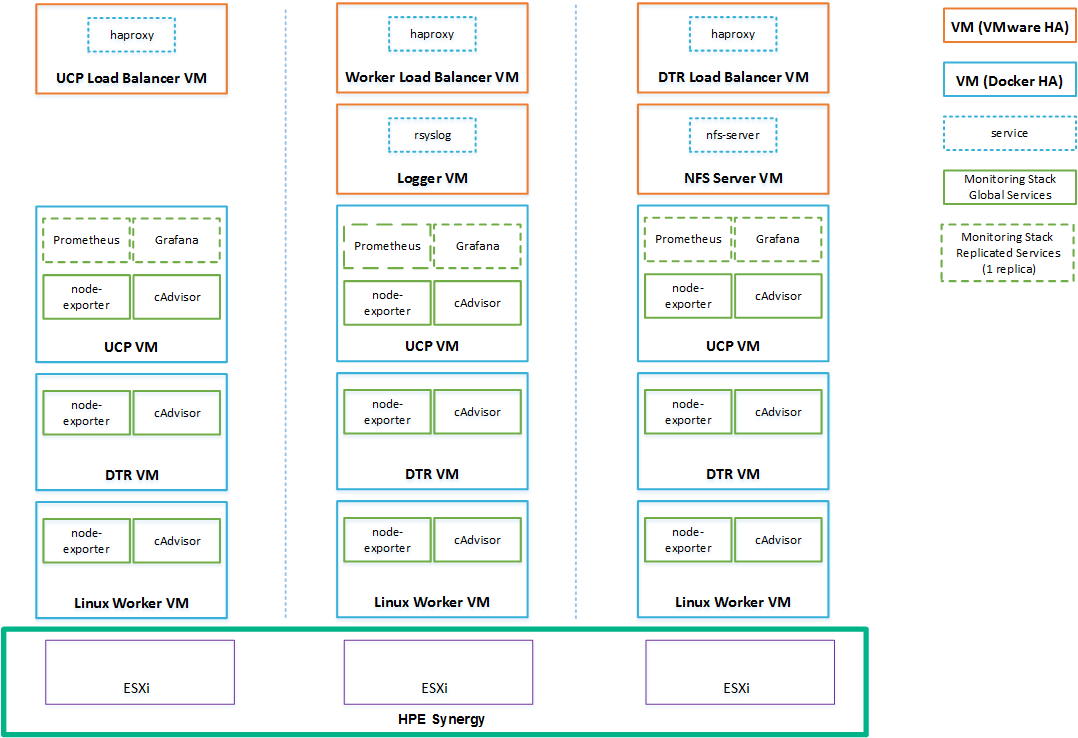 haproxy
UCP Load Balancer VM
haproxy
Worker Load Balancer VM
haproxy
DTR Load Balancer VM
rsyslog
Logger VM
nfs-server
NFS Server VM
Prometheus
Grafana
node-
exporter
cAdvisor
UCP VM
Prometheus
Grafana
node-
exporter
cAdvisor
UCP VM
Prometheus
Grafana
node-
exporter
cAdvisor
UCP VM
node-
exporter
cAdvisor
DTR VM
node-
exporter
cAdvisor
DTR VM
node-
exporter
cAdvisor
DTR VM
node-
exporter
cAdvisor
Linux Worker VM
node-
exporter
cAdvisor
Linux Worker VM
node-
exporter
cAdvisor
Linux Worker VM
ESXi
ESXi
ESXi
HPE Synergy
VM (VMware HA)
VM (Docker HA)
service
Monitoring Stack
Global Services
Monitoring Stack
Replicated Services
(1 replica)